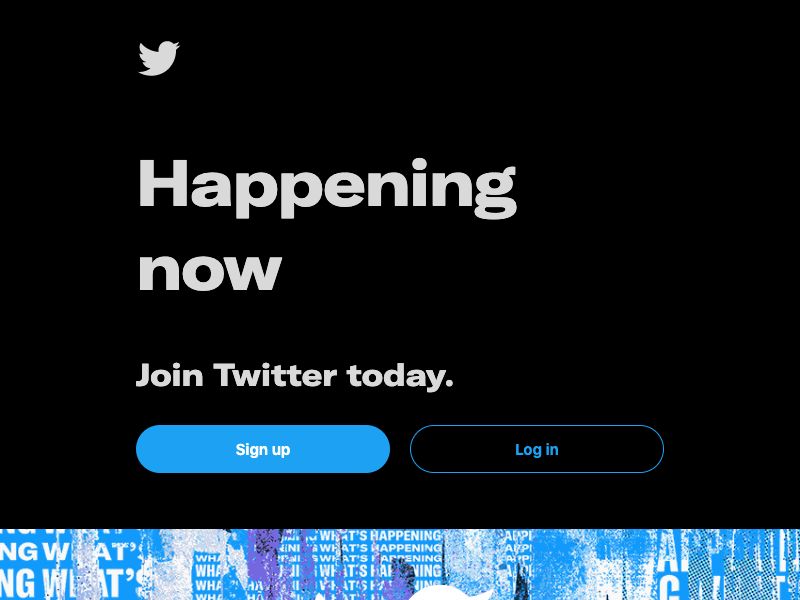 Happening
now
Join Twitter today.
Sign up
Log in
WHAT'S HAPPENING
NG WHAT'S
WHAT'S HAPPENING
NG WHAT'S
WHAT'S HAPPENING